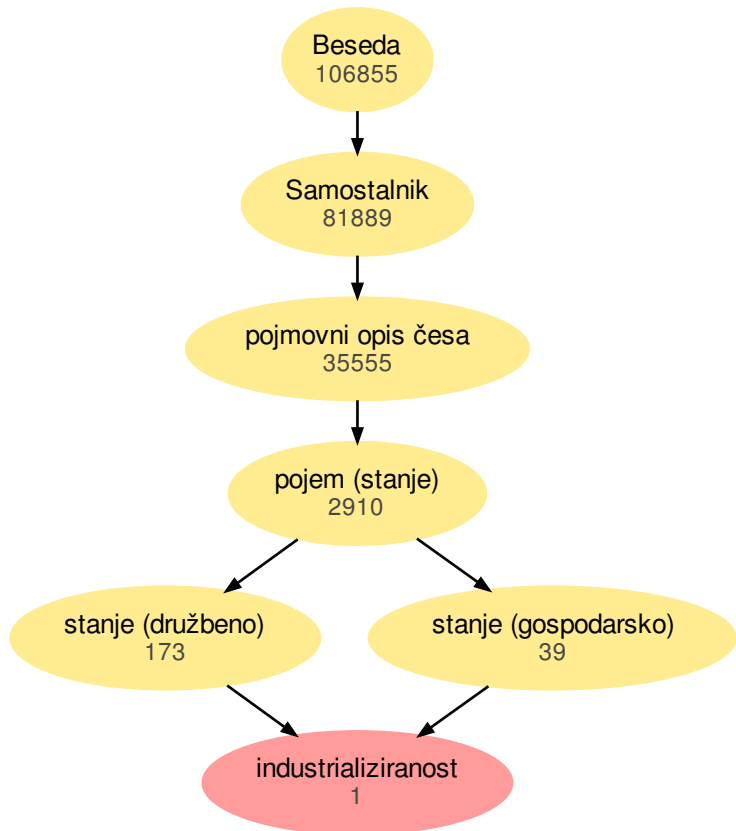 Beseda
106855
Samostalnik
81889
pojmovni opis česa
35555
pojem (stanje)
2910
stanje (družbeno)
173
stanje (gospodarsko)
39
industrializiranost
1